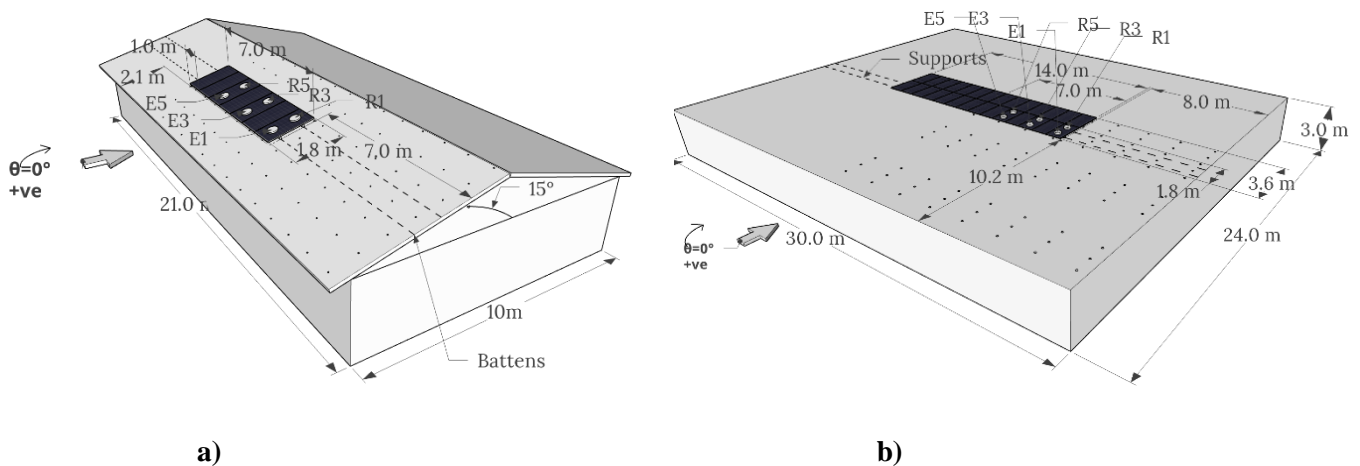 1.0 m
7.0 m
2.1 m
R5
R3
R1
E5
E3
E1
1.8 m
7.0 m
θ=0°
+ve
15°
21.0
10m
Battens
a)
E5
E3
E1
R5
R3
R1
Supports
14.0 m
7.0 m
8.0 m
3.0 m
10.2 m
1.8 m
3.6 m
θ=0°
+ve
30.0 m
24.0 m
b)